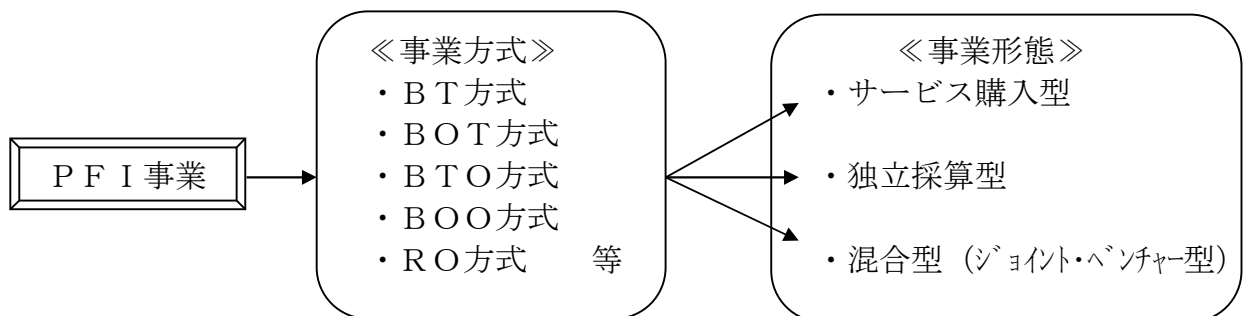 ＰＦＩ事業
≪事業方式≫
・ＢＴ方式
・ＢＯＴ方式
・ＢＴＯ方式
・ＢＯＯ方式
・ＲＯ方式　　等
≪事業形態≫
・サービス購入型
・独立採算型
・混合型（ｼﾞｮｲﾝﾄ・ﾍﾞﾝﾁｬｰ型）